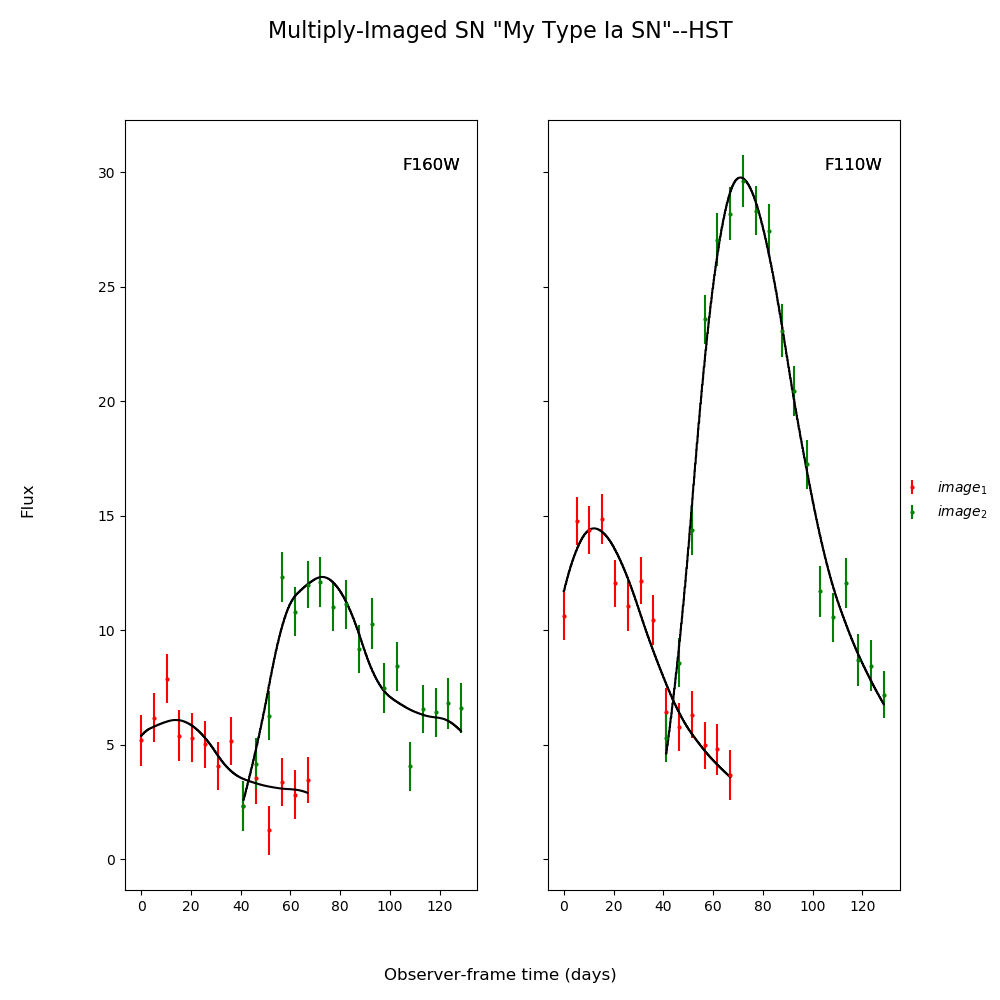 Multiply-Imaged SN "My Type Ia SN"--HST
F160W
F110W
30
25
20
15
10
5
0
Flux
image1
image2
0 20 40 60 80 100 120
0 20 40 60 80 100 120
Observer-frame time (days)